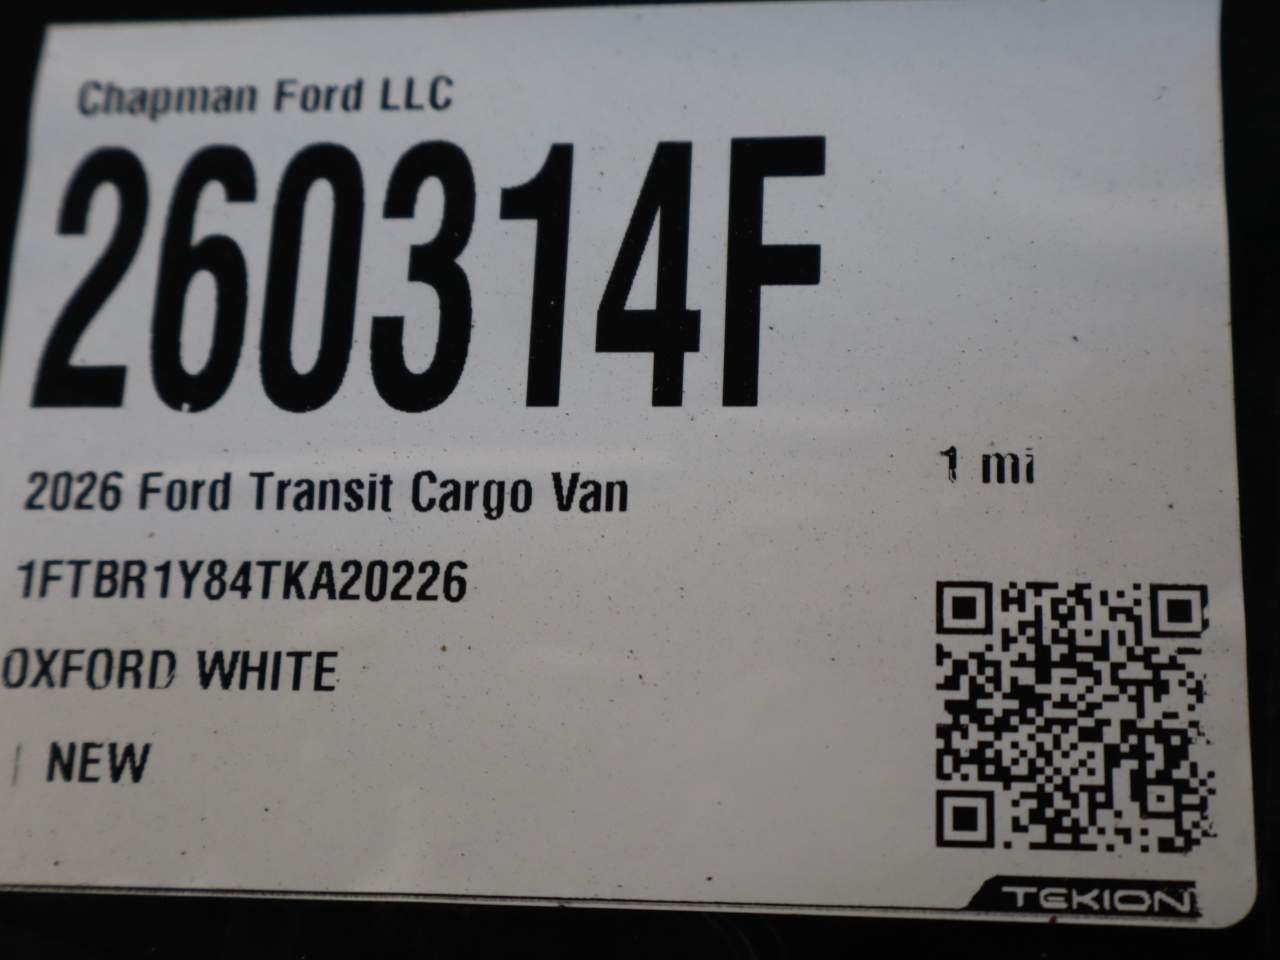 Chapman Ford LLC
260314F
2026 Ford Transit Cargo Van
1 mi
1FTBR1Y84TKA20226
OXFORD WHITE
| NEW
TEKION